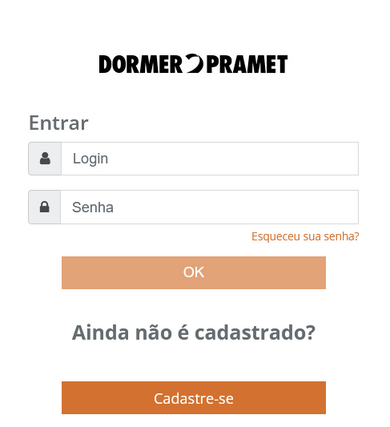 DORMER PRAMET
Entrar
Login
Senha
Esqueceu sua senha?
OK
Ainda não é cadastrado?
Cadastre-se